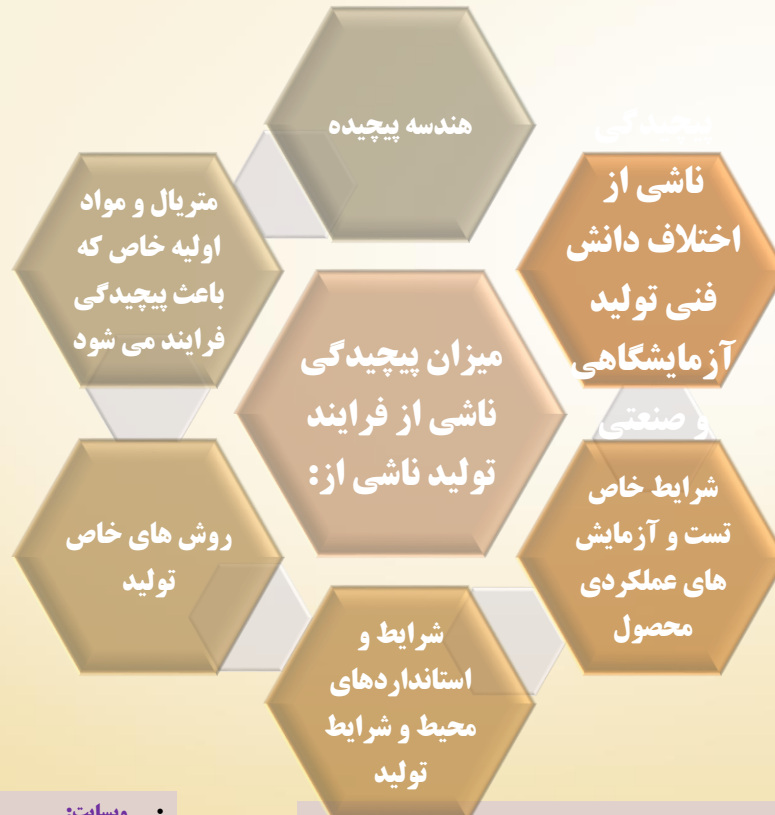 هندسه پیچیده
پیچیدگی
ناشی از
اختلاف دانش
فنی تولید
آزمایشگاهی
و صنعتی
متریال و مواد
اولیه خاص که
باعث پیچیدگی
فرایند می شود
میزان پیچیدگی
ناشی از فرایند
تولید ناشی از:
شرایط خاص
تست و آزمایش
های عملکردی
محصول
روش های خاص
تولید
شرایط و
استانداردهای
محیط و شرایط
تولید
• وبسایت: